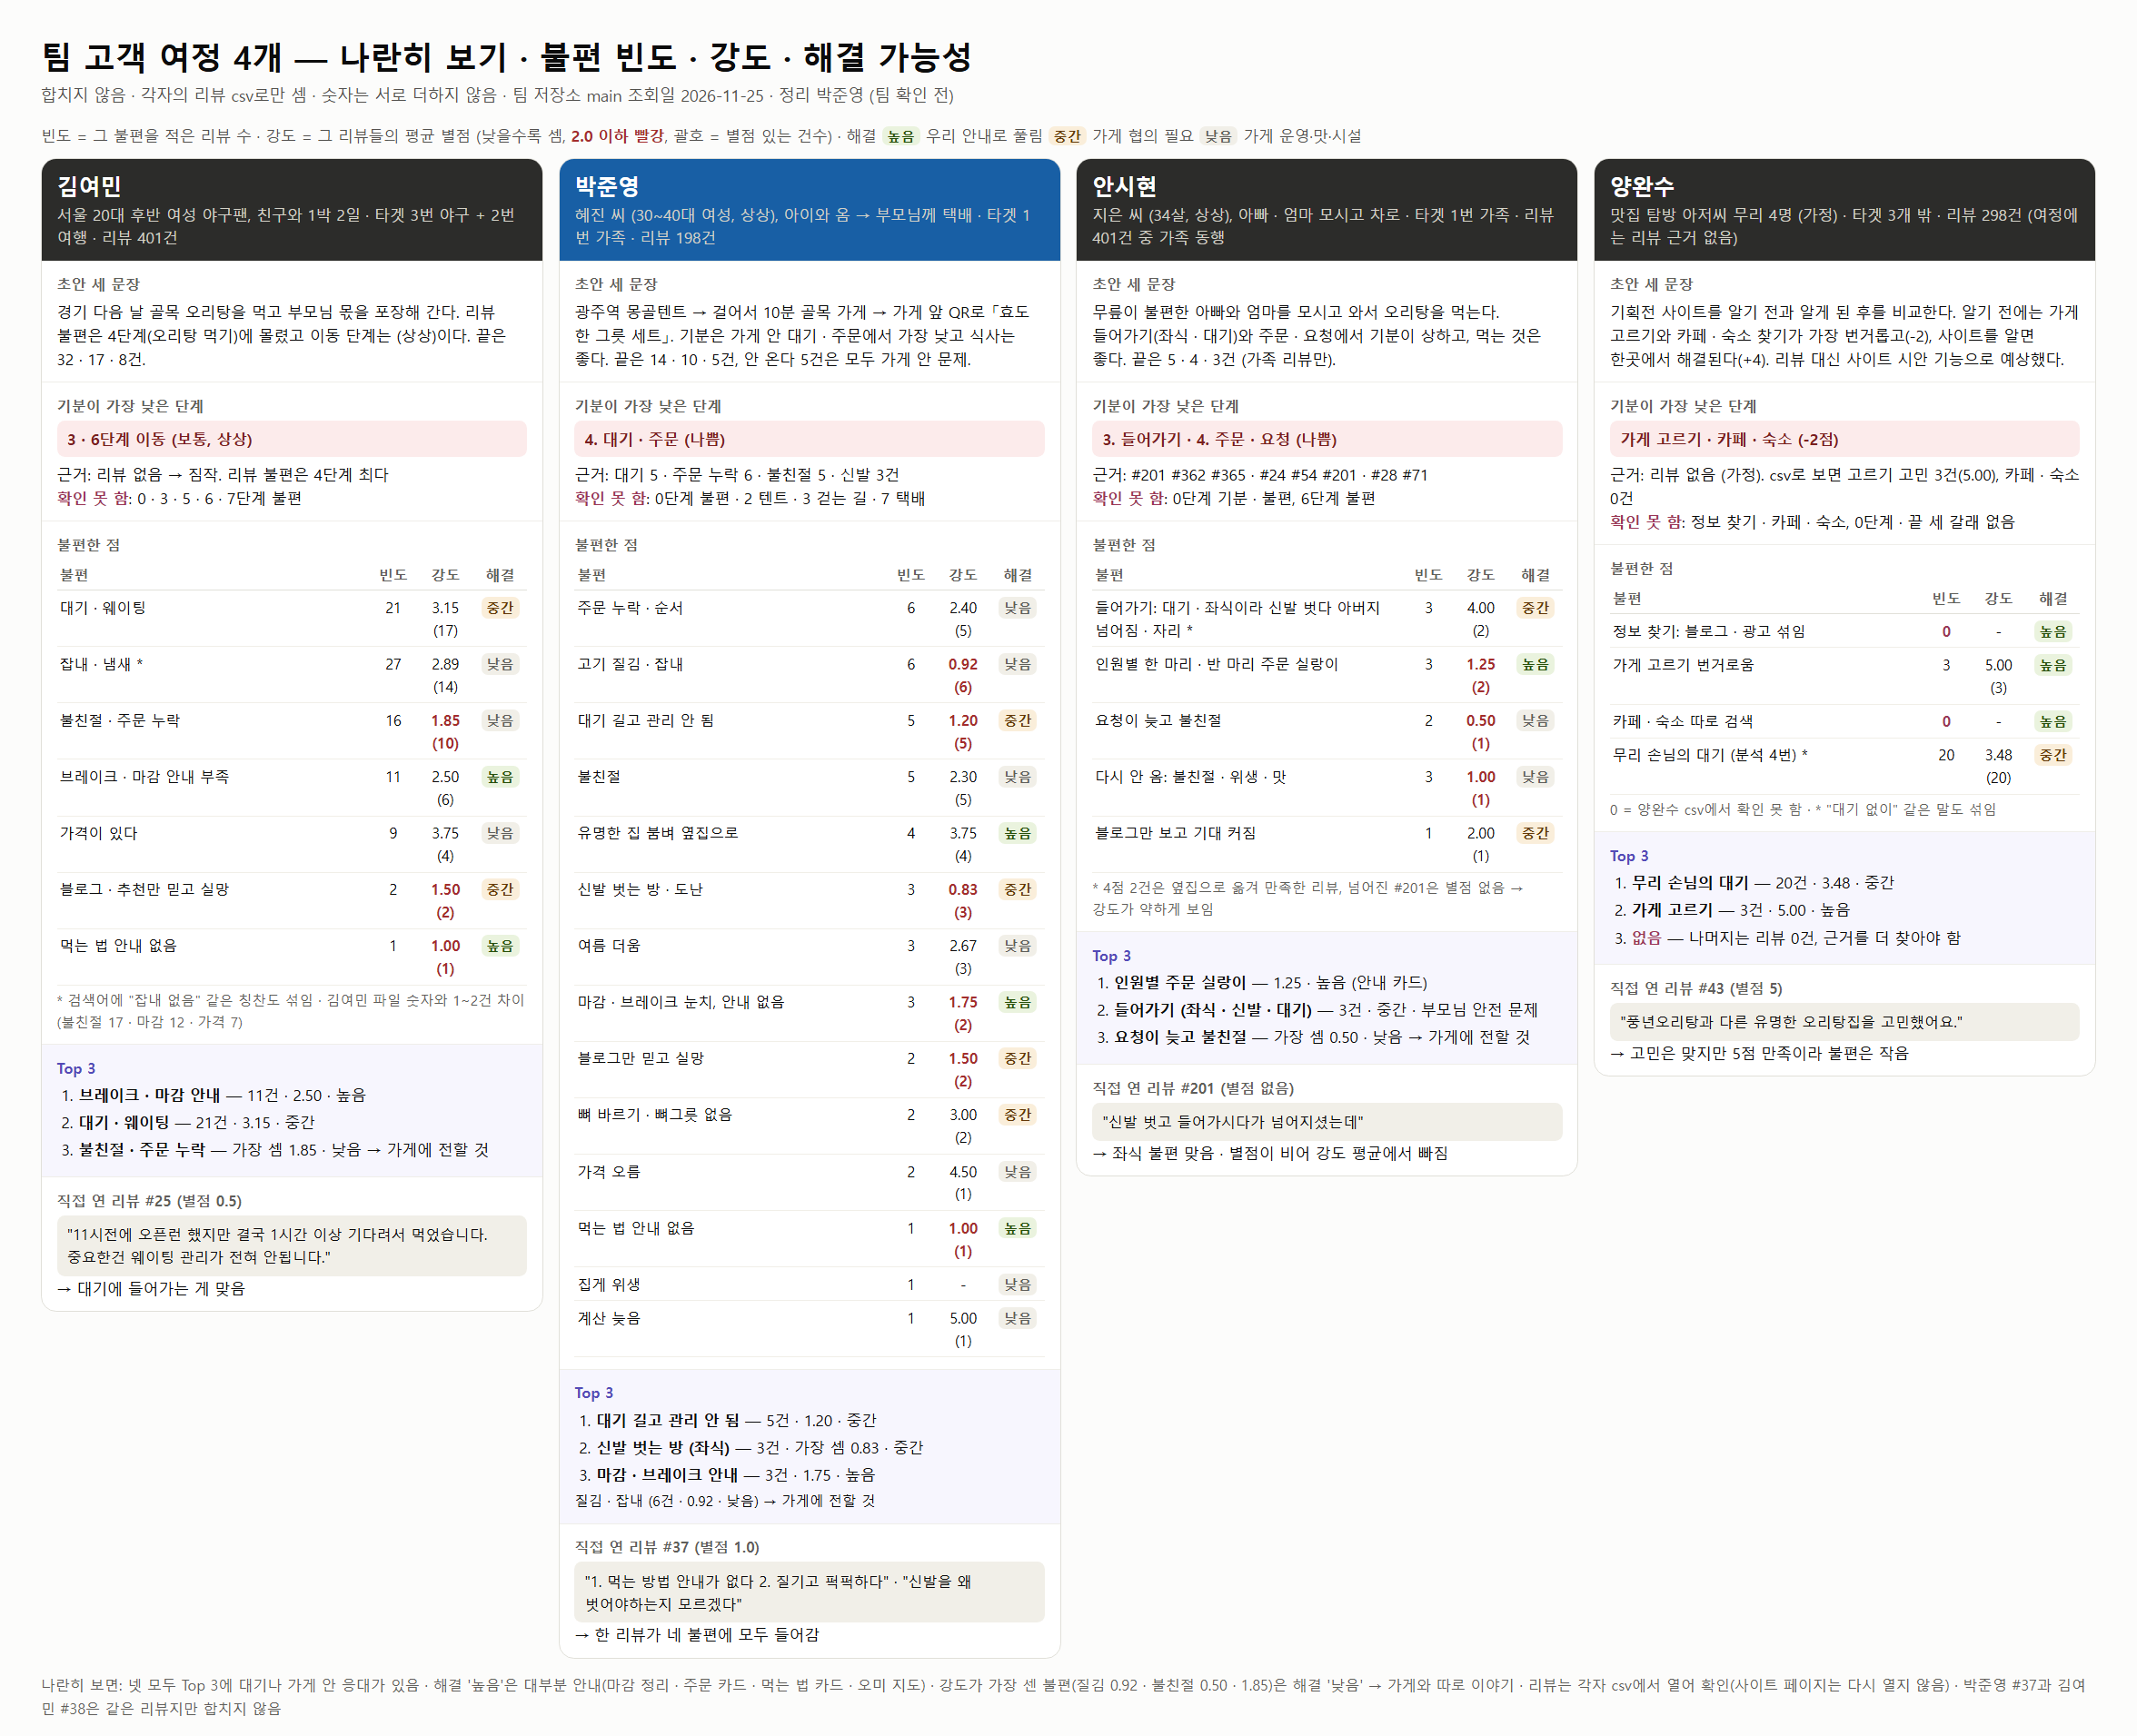 팀 고객 여정 4개 — 나란히 보기 · 불편 빈도 · 강도 · 해결 가능성
합치지 않음 · 각자의 리뷰 csv로만 셈 · 숫자는 서로 더하지 않음 · 팀 저장소 main 조회일 2026-11-25 · 정리 박준영 (팀 확인 전)
빈도 = 그 불편을 적은 리뷰 수 · 강도 = 그 리뷰들의 평균 별점 (낮을수록 셈, 2.0 이하 빨강, 괄호 = 별점 있는 건수) · 해결 높음 우리 안내로 풀림 중간 가게 협의 필요 낮음 가게 운영·맛·시설
김여민
서울 20대 후반 여성 야구팬, 친구와 1박 2일 · 타겟 3번 야구 + 2번
여행 · 리뷰 401건
초안 세 문장
경기 다음 날 골목 오리탕을 먹고 부모님 몫을 포장해 간다. 리뷰
불편은 4단계(오리탕 먹기)에 몰렸고 이동 단계는 (상상)이다. 끝은
32 · 17 · 8건.
기분이 가장 낮은 단계
3 · 6단계 이동 (보통, 상상)
근거: 리뷰 없음 → 짐작. 리뷰 불편은 4단계 최다
확인 못 함: 0 · 3 · 5 · 6 · 7단계 불편
불편한 점
불편 빈도 강도 해결
대기 · 웨이팅 21 3.15 중간
(17)
잡내 · 냄새 * 27 2.89 낮음
(14)
불친절 · 주문 누락 16 1.85 낮음
(10)
브레이크 · 마감 안내 부족 11 2.50 높음
(6)
가격이 있다 9 3.75 낮음
(4)
블로그 · 추천만 믿고 실망 2 1.50 중간
(2)
먹는 법 안내 없음 1 1.00 높음
(1)
* 검색어에 "잡내 없음" 같은 칭찬도 섞임 · 김여민 파일 숫자와 1~2건 차이
(불친절 17 · 마감 12 · 가격 7)
Top 3
1. 브레이크 · 마감 안내 — 11건 · 2.50 · 높음
2. 대기 · 웨이팅 — 21건 · 3.15 · 중간
3. 불친절 · 주문 누락 — 가장 셈 1.85 · 낮음 → 가게에 전할 것
직접 연 리뷰 #25 (별점 0.5)
"11시전에 오픈런 했지만 결국 1시간 이상 기다려서 먹었습니다.
중요한건 웨이팅 관리가 전혀 안됩니다."
→ 대기에 들어가는 게 맞음
박준영
혜진 씨 (30~40대 여성, 상상), 아이와 옴 → 부모님께 택배 · 타겟 1
번 가족 · 리뷰 198건
초안 세 문장
광주역 몽골텐트 → 걸어서 10분 골목 가게 → 가게 앞 QR로 「효도
한 그릇 세트」. 기분은 가게 안 대기 · 주문에서 가장 낮고 식사는
좋다. 끝은 14 · 10 · 5건, 안 온다 5건은 모두 가게 안 문제.
기분이 가장 낮은 단계
4. 대기 · 주문 (나쁨)
근거: 대기 5 · 주문 누락 6 · 불친절 5 · 신발 3건
확인 못 함: 0단계 불편 · 2 텐트 · 3 걷는 길 · 7 택배
불편한 점
불편 빈도 강도 해결
주문 누락 · 순서 6 2.40 낮음
(5)
고기 질김 · 잡내 6 0.92 낮음
(6)
대기 길고 관리 안 됨 5 1.20 중간
(5)
불친절 5 2.30 낮음
(5)
유명한 집 붐벼 옆집으로 4 3.75 높음
(4)
신발 벗는 방 · 도난 3 0.83 중간
(3)
여름 더움 3 2.67 낮음
(3)
마감 · 브레이크 눈치, 안내 없음 3 1.75 높음
(2)
블로그만 믿고 실망 2 1.50 중간
(2)
뼈 바르기 · 뼈그릇 없음 2 3.00 중간
(2)
가격 오름 2 4.50 낮음
(1)
먹는 법 안내 없음 1 1.00 높음
(1)
집게 위생 1 - 낮음
계산 늦음 1 5.00 낮음
(1)
Top 3
1. 대기 길고 관리 안 됨 — 5건 · 1.20 · 중간
2. 신발 벗는 방 (좌식) — 3건 · 가장 셈 0.83 · 중간
3. 마감 · 브레이크 안내 — 3건 · 1.75 · 높음
질김 · 잡내 (6건 · 0.92 · 낮음) → 가게에 전할 것
직접 연 리뷰 #37 (별점 1.0)
"1. 먹는 방법 안내가 없다 2. 질기고 퍽퍽하다" · "신발을 왜
벗어야하는지 모르겠다"
→ 한 리뷰가 네 불편에 모두 들어감
안시현
지은 씨 (34살, 상상), 아빠 · 엄마 모시고 차로 · 타겟 1번 가족 · 리뷰
401건 중 가족 동행
초안 세 문장
무릎이 불편한 아빠와 엄마를 모시고 와서 오리탕을 먹는다.
들어가기(좌식 · 대기)와 주문 · 요청에서 기분이 상하고, 먹는 것은
좋다. 끝은 5 · 4 · 3건 (가족 리뷰만).
기분이 가장 낮은 단계
3. 들어가기 · 4. 주문 · 요청 (나쁨)
근거: #201 #362 #365 · #24 #54 #201 · #28 #71
확인 못 함: 0단계 기분 · 불편, 6단계 불편
불편한 점
불편 빈도 강도 해결
들어가기: 대기 · 좌식이라 신발 벗다 아버지 3 4.00 중간
넘어짐 · 자리 * (2)
인원별 한 마리 · 반 마리 주문 실랑이 3 1.25 높음
(2)
요청이 늦고 불친절 2 0.50 낮음
(1)
다시 안 옴: 불친절 · 위생 · 맛 3 1.00 낮음
(1)
블로그만 보고 기대 커짐 1 2.00 중간
(1)
* 4점 2건은 옆집으로 옮겨 만족한 리뷰, 넘어진 #201은 별점 없음 →
강도가 약하게 보임
Top 3
1. 인원별 주문 실랑이 — 1.25 · 높음 (안내 카드)
2. 들어가기 (좌식 · 신발 · 대기) — 3건 · 중간 · 부모님 안전 문제
3. 요청이 늦고 불친절 — 가장 셈 0.50 · 낮음 → 가게에 전할 것
직접 연 리뷰 #201 (별점 없음)
"신발 벗고 들어가시다가 넘어지셨는데"
→ 좌식 불편 맞음 · 별점이 비어 강도 평균에서 빠짐
양완수
맛집 탐방 아저씨 무리 4명 (가정) · 타겟 3개 밖 · 리뷰 298건 (여정에
는 리뷰 근거 없음)
초안 세 문장
기획전 사이트를 알기 전과 알게 된 후를 비교한다. 알기 전에는 가게
고르기와 카페 · 숙소 찾기가 가장 번거롭고(-2), 사이트를 알면
한곳에서 해결된다(+4). 리뷰 대신 사이트 시안 기능으로 예상했다.
기분이 가장 낮은 단계
가게 고르기 · 카페 · 숙소 (-2점)
근거: 리뷰 없음 (가정). csv로 보면 고르기 고민 3건(5.00), 카페 · 숙소
0건
확인 못 함: 정보 찾기 · 카페 · 숙소, 0단계 · 끝 세 갈래 없음
불편한 점
불편 빈도 강도 해결
정보 찾기: 블로그 · 광고 섞임 0 - 높음
가게 고르기 번거로움 3 5.00 높음
(3)
카페 · 숙소 따로 검색 0 - 높음
무리 손님의 대기 (분석 4번) * 20 3.48 중간
(20)
0 = 양완수 csv에서 확인 못 함 · * "대기 없이" 같은 말도 섞임
Top 3
1. 무리 손님의 대기 — 20건 · 3.48 · 중간
2. 가게 고르기 — 3건 · 5.00 · 높음
3. 없음 — 나머지는 리뷰 0건, 근거를 더 찾아야 함
직접 연 리뷰 #43 (별점 5)
"풍년오리탕과 다른 유명한 오리탕집을 고민했어요."
→ 고민은 맞지만 5점 만족이라 불편은 작음
나란히 보면: 넷 모두 Top 3에 대기나 가게 안 응대가 있음 · 해결 '높음'은 대부분 안내(마감 정리 · 주문 카드 · 먹는 법 카드 · 오미 지도) · 강도가 가장 센 불편(질김 0.92 · 불친절 0.50 · 1.85)은 해결 '낮음' → 가게와 따로 이야기 · 리뷰는 각자 csv에서 열어 확인(사이트 페이지는 다시 열지 않음) · 박준영 #37과 김여
민 #38은 같은 리뷰지만 합치지 않음